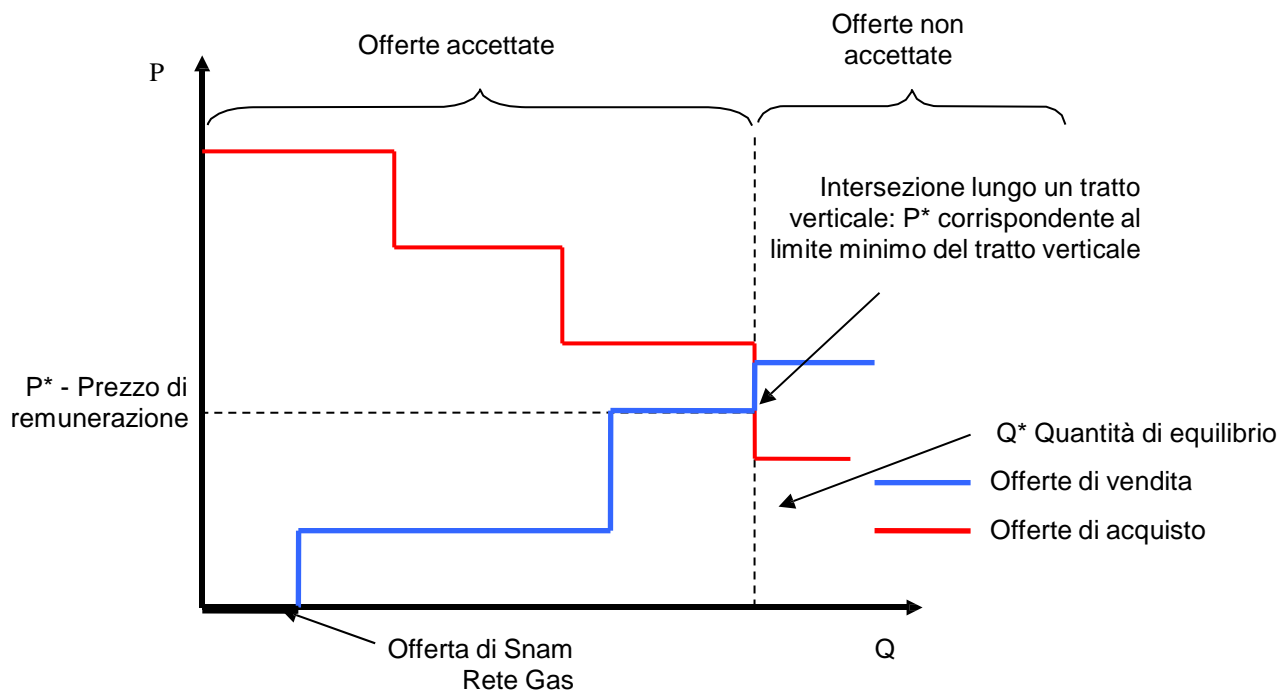 Offerte accettate
Offerte non
accettate
P
Intersezione lungo un tratto
verticale: P* corrispondente al
limite minimo del tratto verticale
P* - Prezzo di
remunerazione
Q* Quantità di equilibrio
Offerte di vendita
Offerte di acquisto
Offerta di Snam
Rete Gas
Q